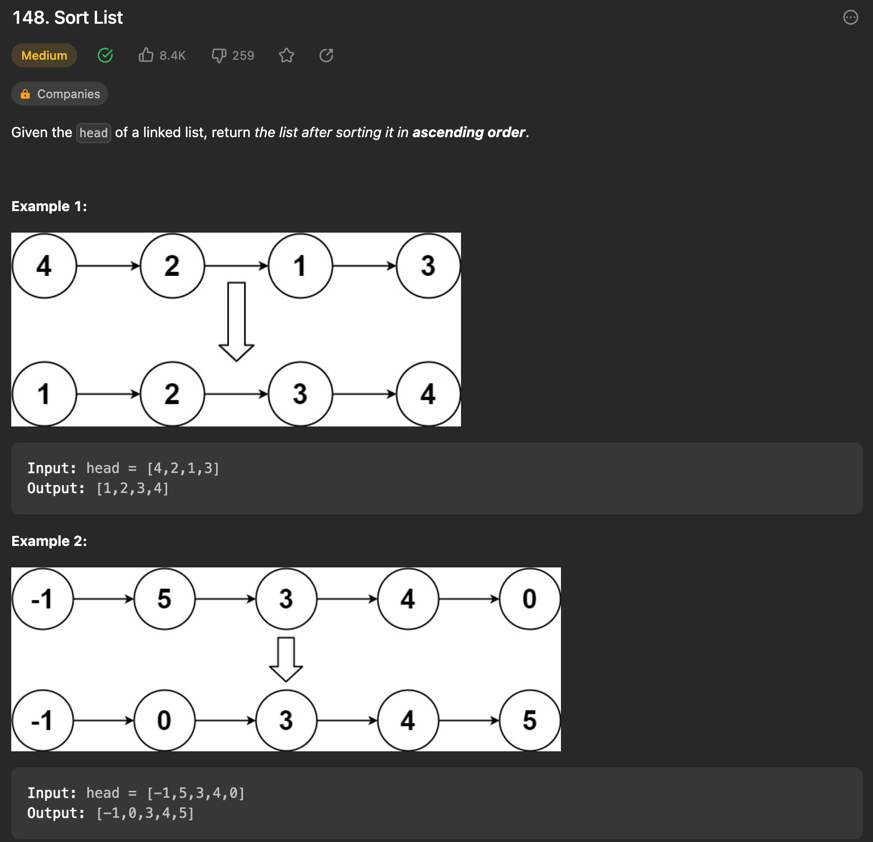 148. Sort List
Medium 8.4K 259
Companies
Given the head of a linked list, return the list after sorting it in ascending order.
Example 1:
4 2 1 3
1 2 3 4
Input: head = [4,2,1,3]
Output: [1,2,3,4]
Example 2:
-1 5 3 4 0
-1 0 3 4 5
Input: head = [-1,5,3,4,0]
Output: [-1,0,3,4,5]